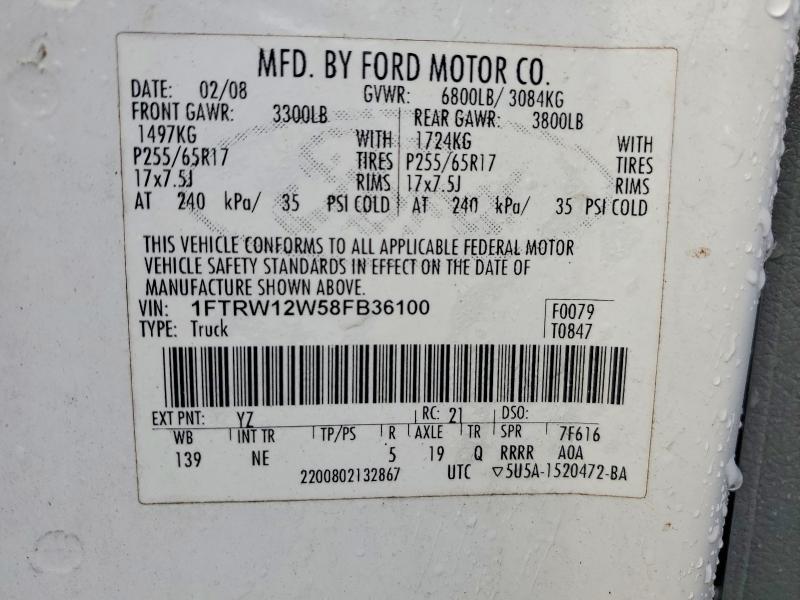 MFD. BY FORD MOTOR CO.
DATE: 02/08 GVWR: 6800LB/ 3084KG
FRONT GAWR: 3300LB REAR GAWR: 3800LB
1497KG WITH 1724KG WITH
P255/65R17 TIRES P255/65R17 TIRES
17x7.5J RIMS 17x7.5J RIMS
AT 240 kPa/ 35 PSI COLD AT 240 kPa/ 35 PSI COLD
THIS VEHICLE CONFORMS TO ALL APPLICABLE FEDERAL MOTOR
VEHICLE SAFETY STANDARDS IN EFFECT ON THE DATE OF
MANUFACTURE SHOWN ABOVE.
VIN: 1FTRW12W58FB36100 F0079
TYPE: Truck T0847
EXT PNT: YZ RC: 21 DSO:
WB INT TR TP/PS R AXLE TR SPR 7F616
139 NE 5 19 Q RRRR A0A
2200802132867 UTC ▽5U5A-1520472-BA